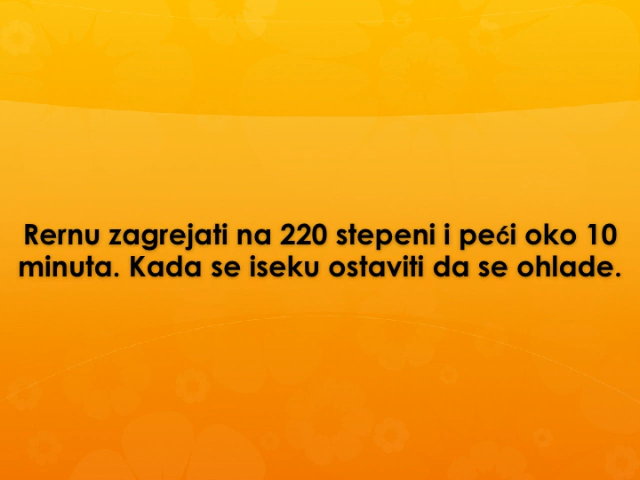 Rernu zagrejati na 220 stepeni i peći oko 10
minuta. Kada se iseku ostaviti da se ohlade.